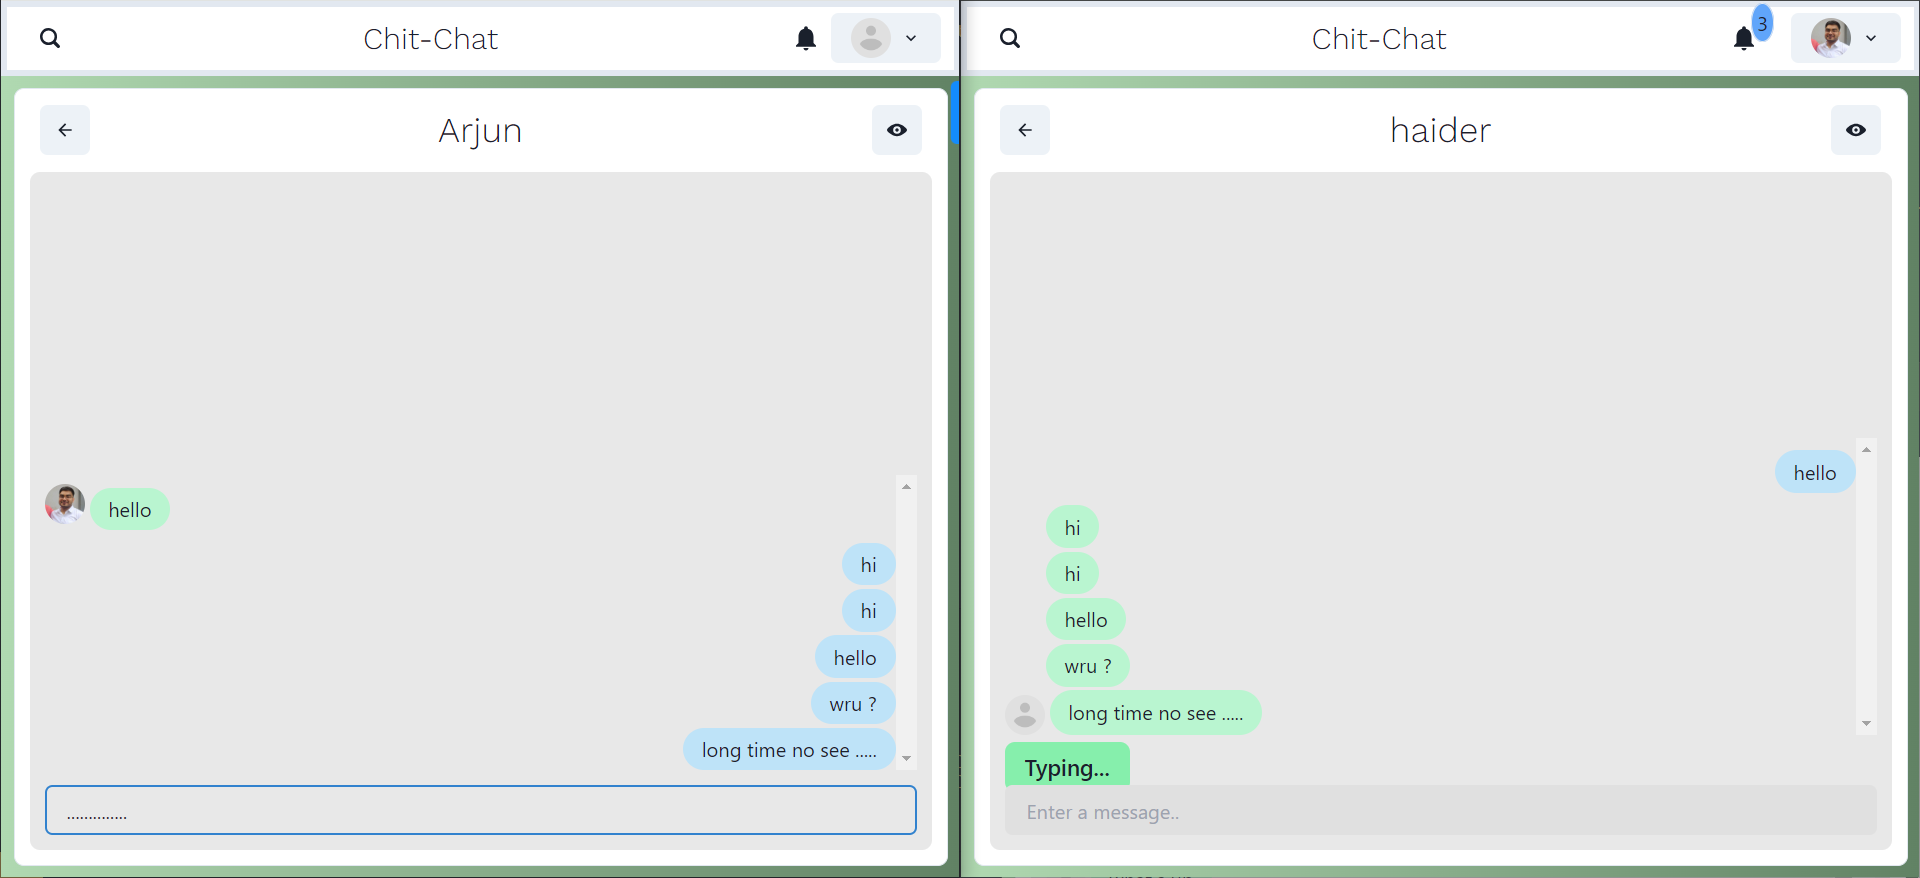 Chit-Chat
Arjun
hello
hi
hi
hello
wru ?
long time no see .....
..............
Chit-Chat
3
haider
hello
hi
hi
hello
wru ?
long time no see .....
Typing...
Enter a message..